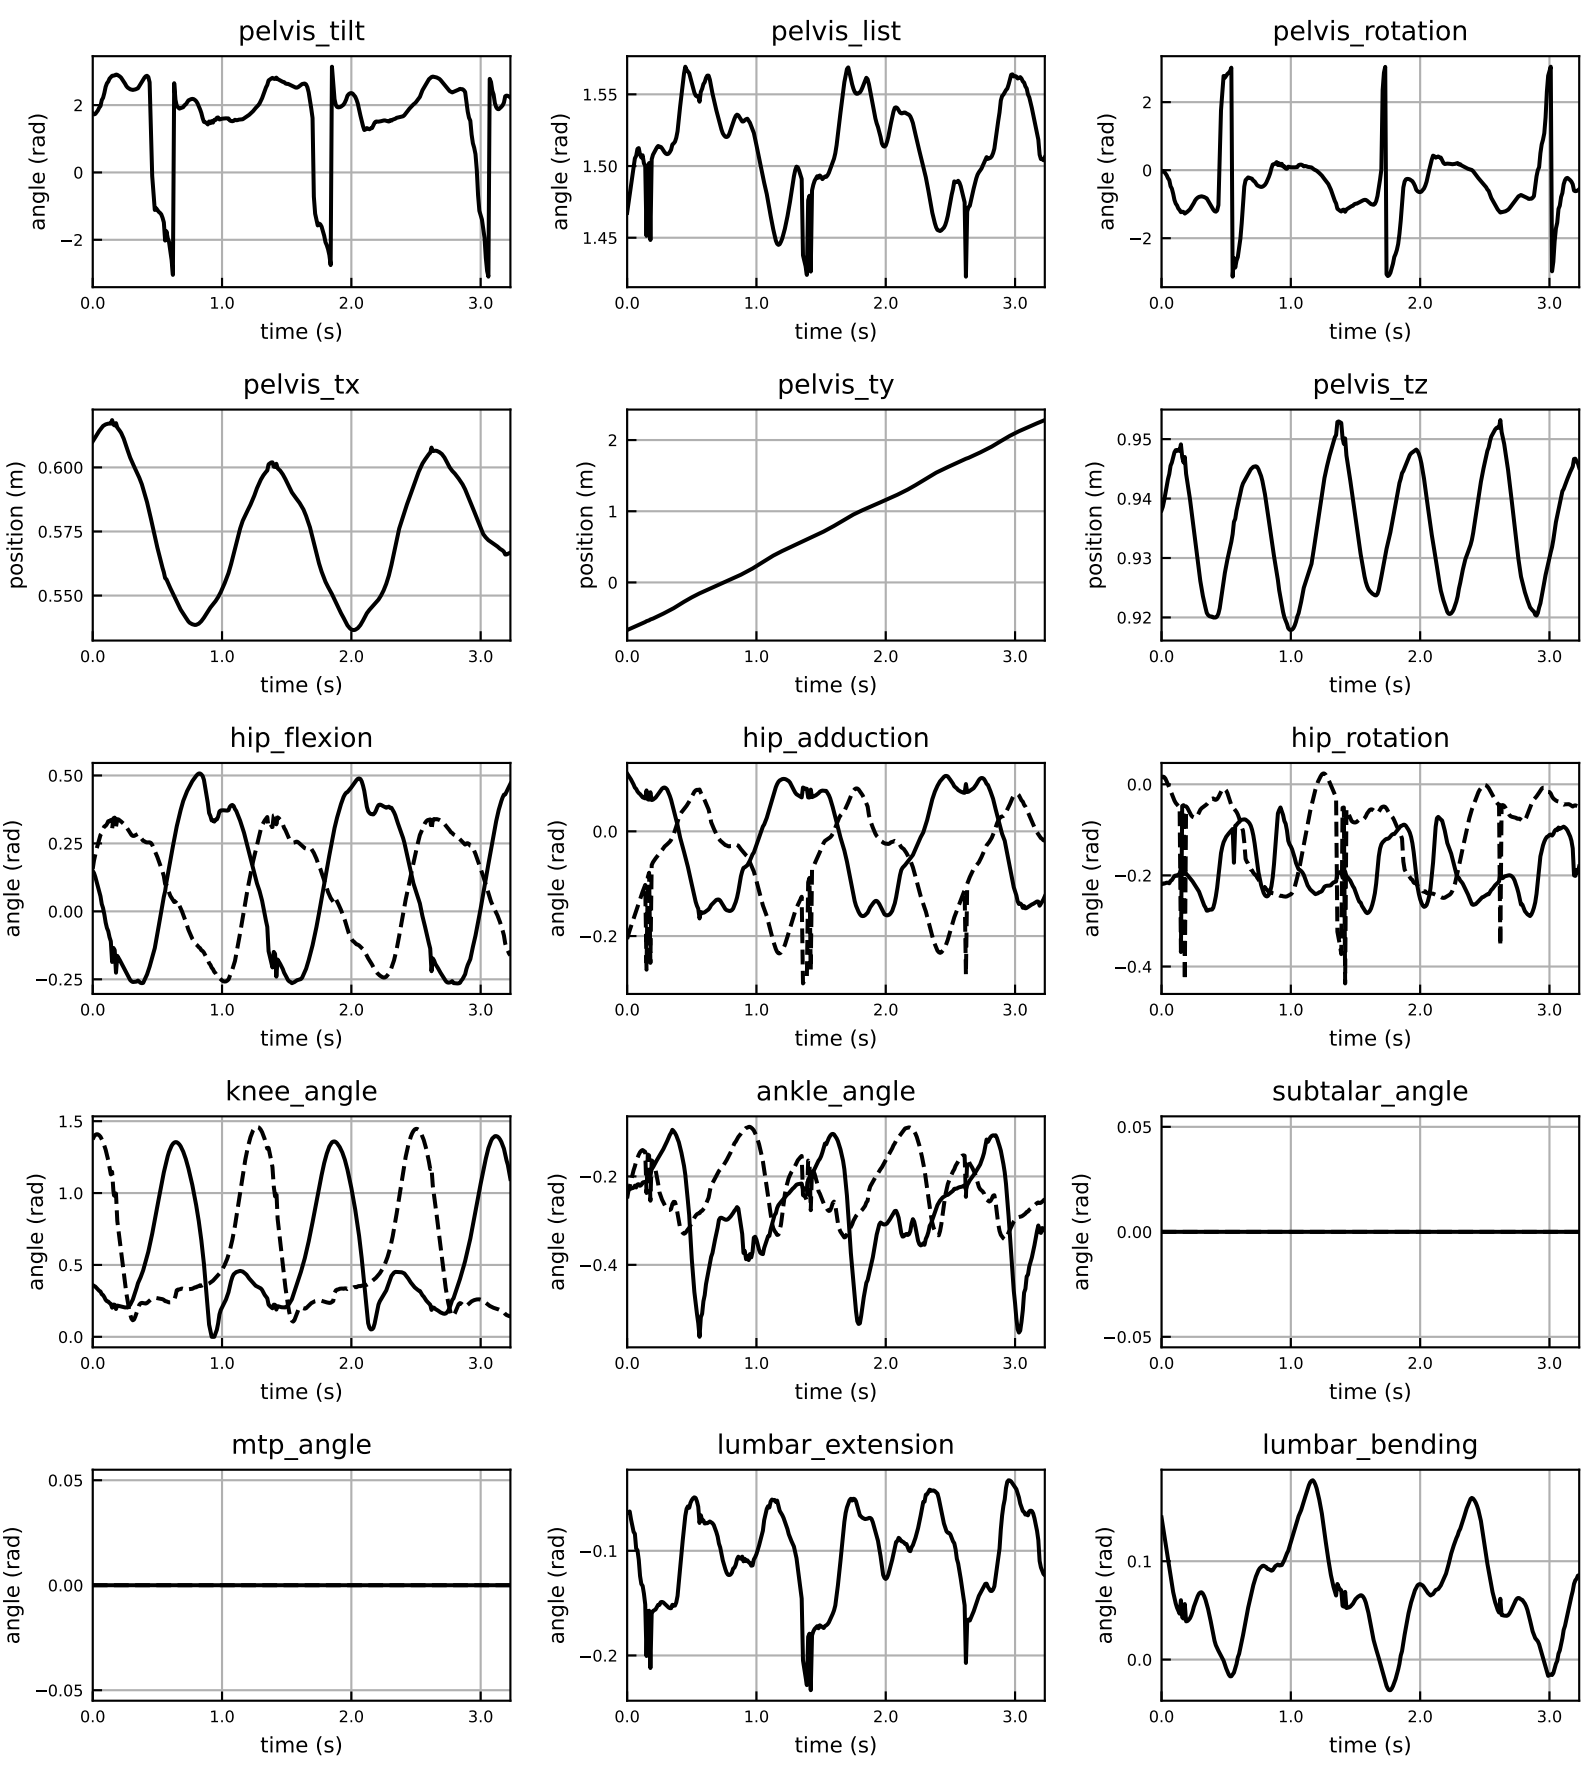 pelvis_tilt
angle (rad)
2
0
−2
0.0 1.0 2.0 3.0
time (s)
pelvis_list
angle (rad)
1.55
1.50
1.45
0.0 1.0 2.0 3.0
time (s)
pelvis_rotation
angle (rad)
2
0
−2
0.0 1.0 2.0 3.0
time (s)
pelvis_tx
position (m)
0.600
0.575
0.550
0.0 1.0 2.0 3.0
time (s)
pelvis_ty
position (m)
2
1
0
0.0 1.0 2.0 3.0
time (s)
pelvis_tz
position (m)
0.95
0.94
0.93
0.92
0.0 1.0 2.0 3.0
time (s)
hip_flexion
angle (rad)
0.50
0.25
0.00
−0.25
0.0 1.0 2.0 3.0
time (s)
hip_adduction
angle (rad)
0.0
−0.2
0.0 1.0 2.0 3.0
time (s)
hip_rotation
angle (rad)
0.0
−0.2
−0.4
0.0 1.0 2.0 3.0
time (s)
knee_angle
angle (rad)
1.5
1.0
0.5
0.0
0.0 1.0 2.0 3.0
time (s)
ankle_angle
angle (rad)
−0.2
−0.4
0.0 1.0 2.0 3.0
time (s)
subtalar_angle
angle (rad)
0.05
0.00
−0.05
0.0 1.0 2.0 3.0
time (s)
mtp_angle
angle (rad)
0.05
0.00
−0.05
0.0 1.0 2.0 3.0
time (s)
lumbar_extension
angle (rad)
−0.1
−0.2
0.0 1.0 2.0 3.0
time (s)
lumbar_bending
angle (rad)
0.1
0.0
0.0 1.0 2.0 3.0
time (s)